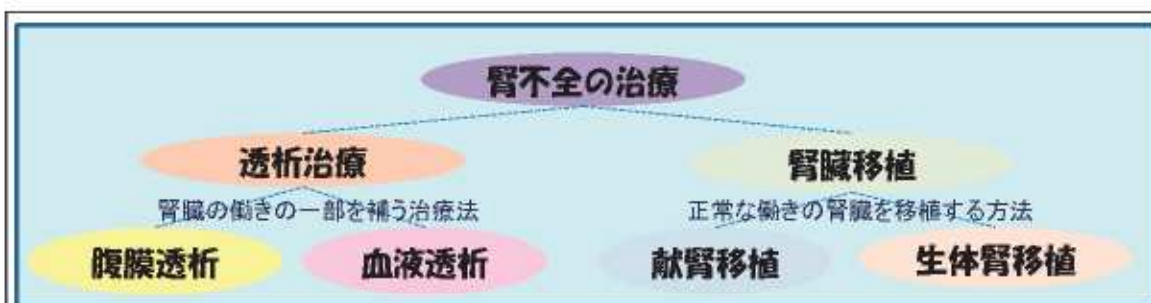 腎不全の治療
透析治療 腎臓移植
腎臓の働きの一部を補う治療法 正常な働きの腎臓を移植する方法
腹膜透析 血液透析 献腎移植 生体腎移植